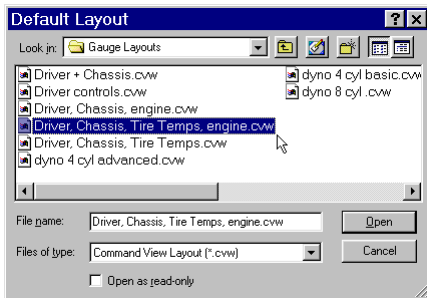 Default Layout
Look in: Gauge Layouts
Driver + Chassis.cvw
Driver controls.cvw
Driver, Chassis, engine.cvw
Driver, Chassis, Tire Temps, engine.cvw
Driver, Chassis, Tire Temps.cvw
dyno 4 cyl advanced.cvw
dyno 4 cyl basic.cvw
dyno 8 cyl .cvw
File name: Driver, Chassis, Tire Temps, engine.cvw Open
Files of type: Command View Layout (*.cvw) Cancel
Open as read-only